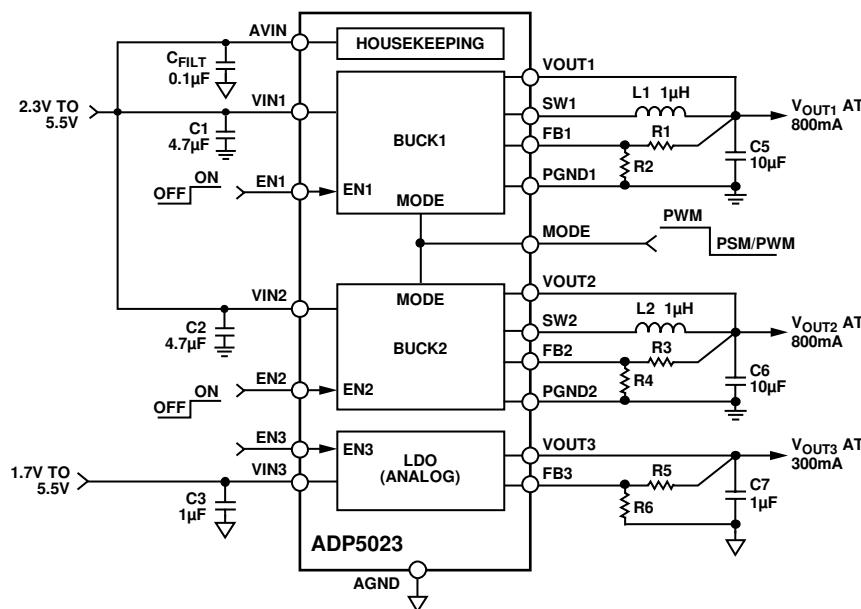 AVIN
HOUSEKEEPING
C_FILT
0.1µF
VOUT1
2.3V TO
5.5V
VIN1
C1
4.7µF
BUCK1
SW1
L1 1µH
V_OUT1 AT
800mA
FB1
R1
R2
C5
10µF
OFF
ON
EN1
EN1
PGND1
MODE
MODE
PWM
PSM/PWM
MODE
VIN2
C2
4.7µF
BUCK2
VOUT2
SW2
L2 1µH
V_OUT2 AT
800mA
FB2
R3
R4
C6
10µF
OFF
ON
EN2
EN2
PGND2
EN3
EN3
LDO
(ANALOG)
VOUT3
V_OUT3 AT
300mA
1.7V TO
5.5V
VIN3
C3
1µF
FB3
R5
R6
C7
1µF
ADP5023
AGND